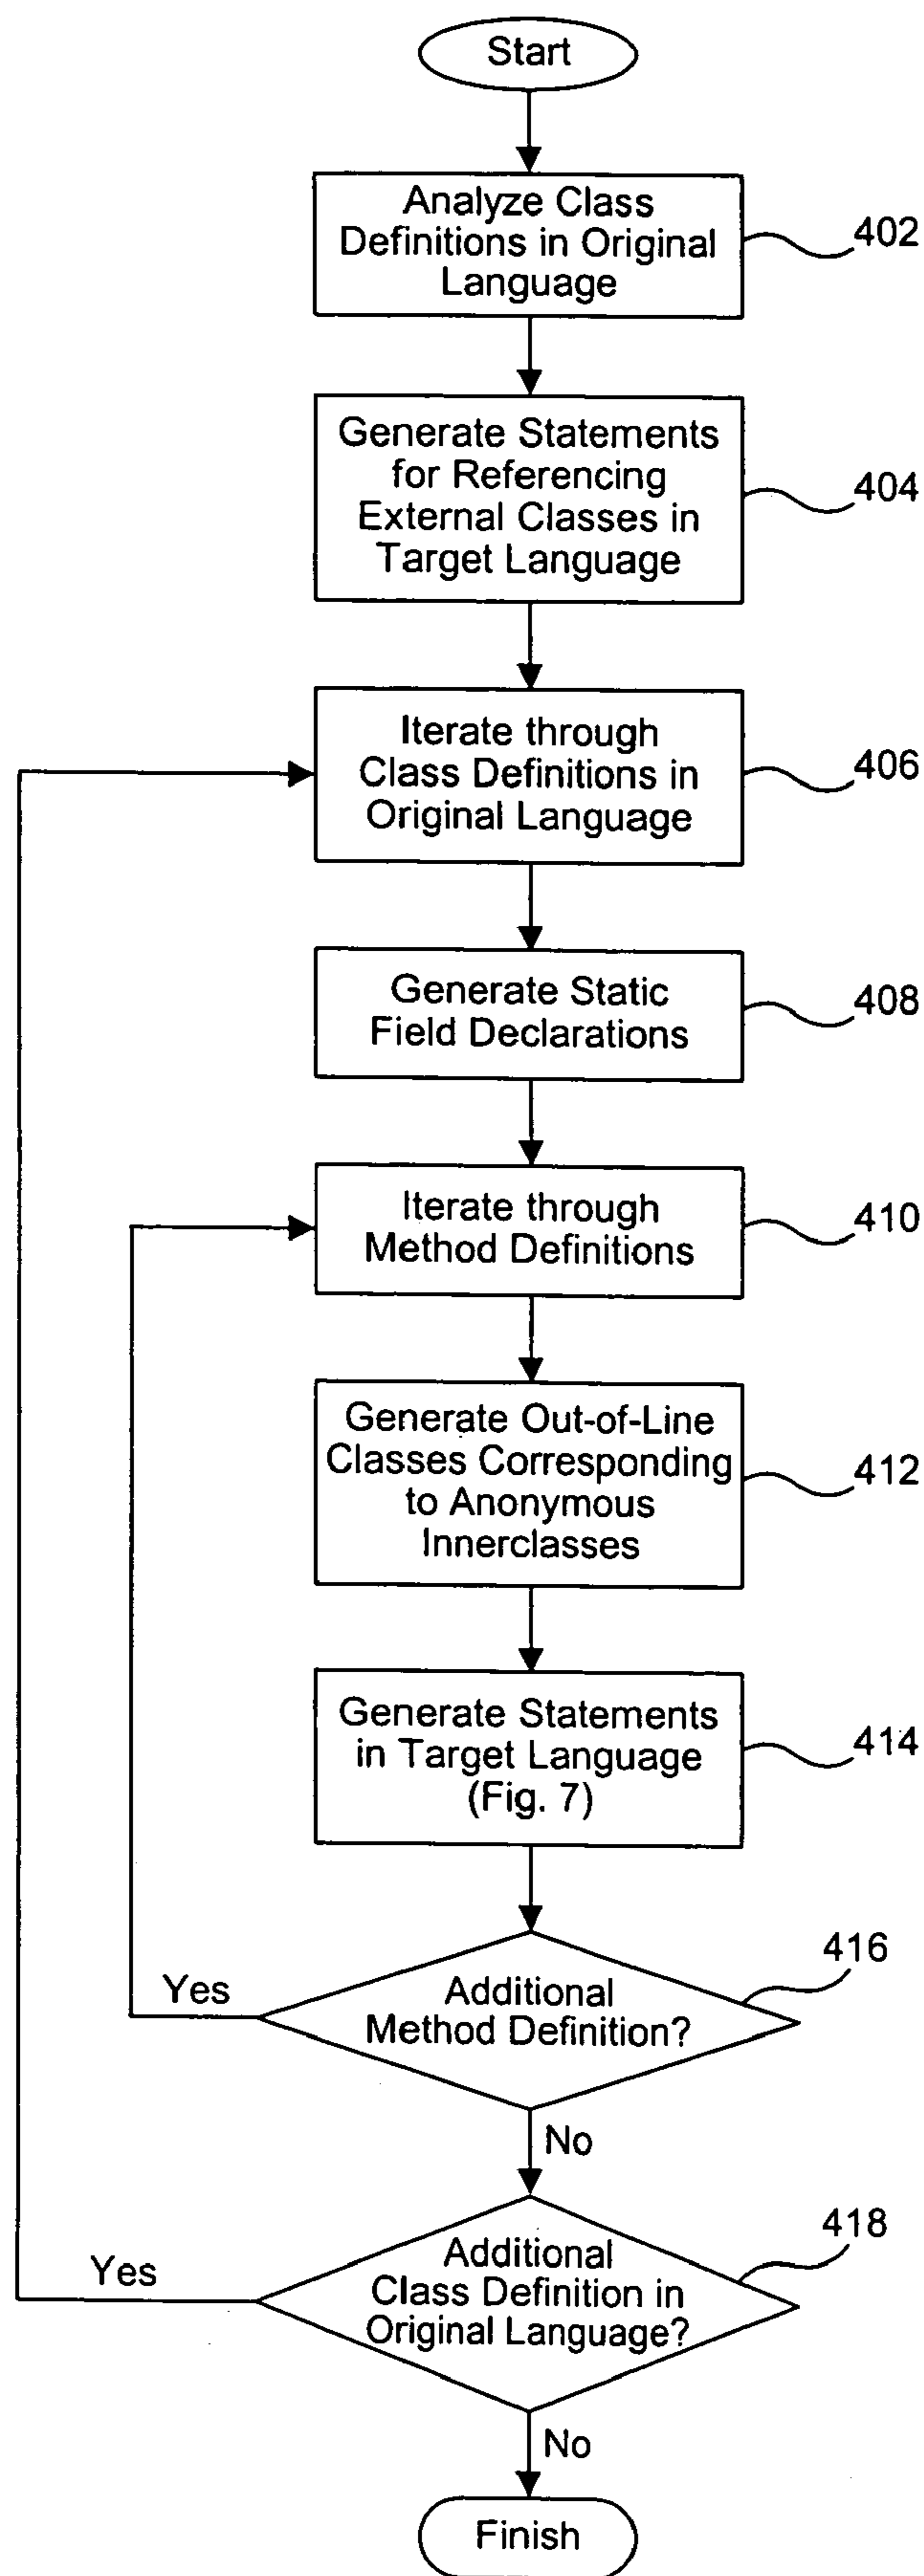 Start
Analyze Class
Definitions in Original
Language
402
Generate Statements
for Referencing
External Classes in
Target Language
404
Iterate through
Class Definitions in
Original Language
406
Generate Static
Field Declarations
408
Iterate through
Method Definitions
410
Generate Out-of-Line
Classes Corresponding
to Anonymous
Innerclasses
412
Generate Statements
in Target Language
(Fig. 7)
414
416
Yes
Additional
Method Definition?
No
418
Yes
Additional
Class Definition in
Original Language?
No
Finish